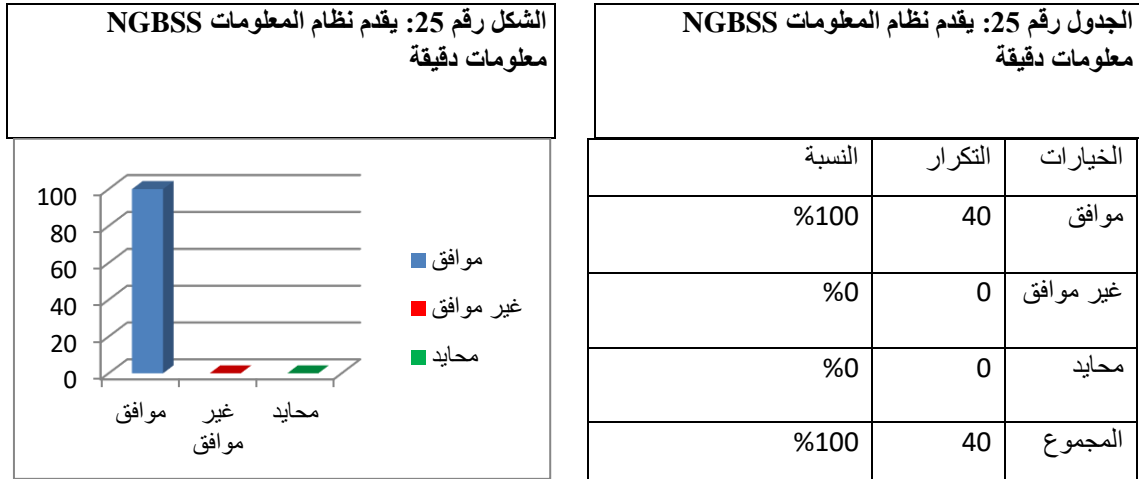 الجدول رقم 25: يقدم نظام المعلومات NGBSS
معلومات دقيقة
الخيارات التكرار النسبة
موافق 40 %100
غير موافق 0 %0
محايد 0 %0
المجموع 40 %100
الشكل رقم 25: يقدم نظام المعلومات NGBSS
معلومات دقيقة
100
80
60
40
20
0
موافق
غير موافق
محايد
موافق غير محايد
موافق